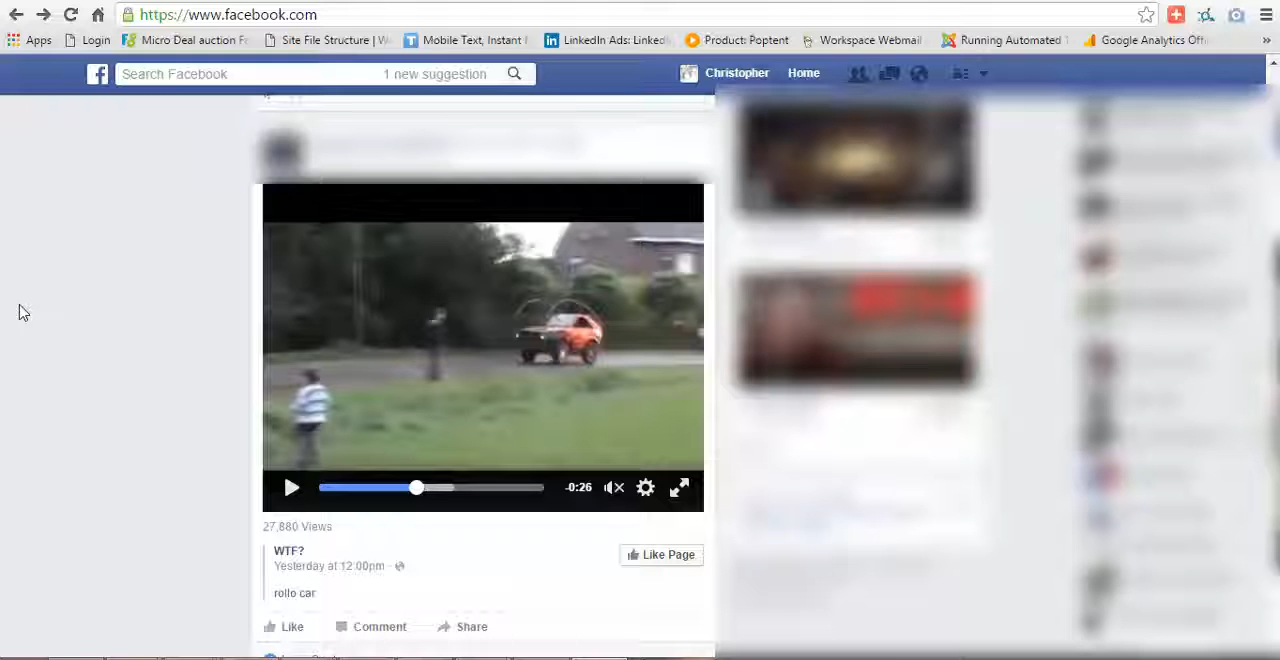 https://www.facebook.com
Apps Login Micro Deal auction Fr Site File Structure | W Mobile Text, Instant I LinkedIn Ads: Linked Product: Poptent Workspace Webmail Running Automated T Google Analytics Offi »
f Search Facebook 1 new suggestion Christopher Home
-0:26
27,880 Views
WTF?
Like Page
Yesterday at 12:00pm ·
rollo car
Like Comment Share